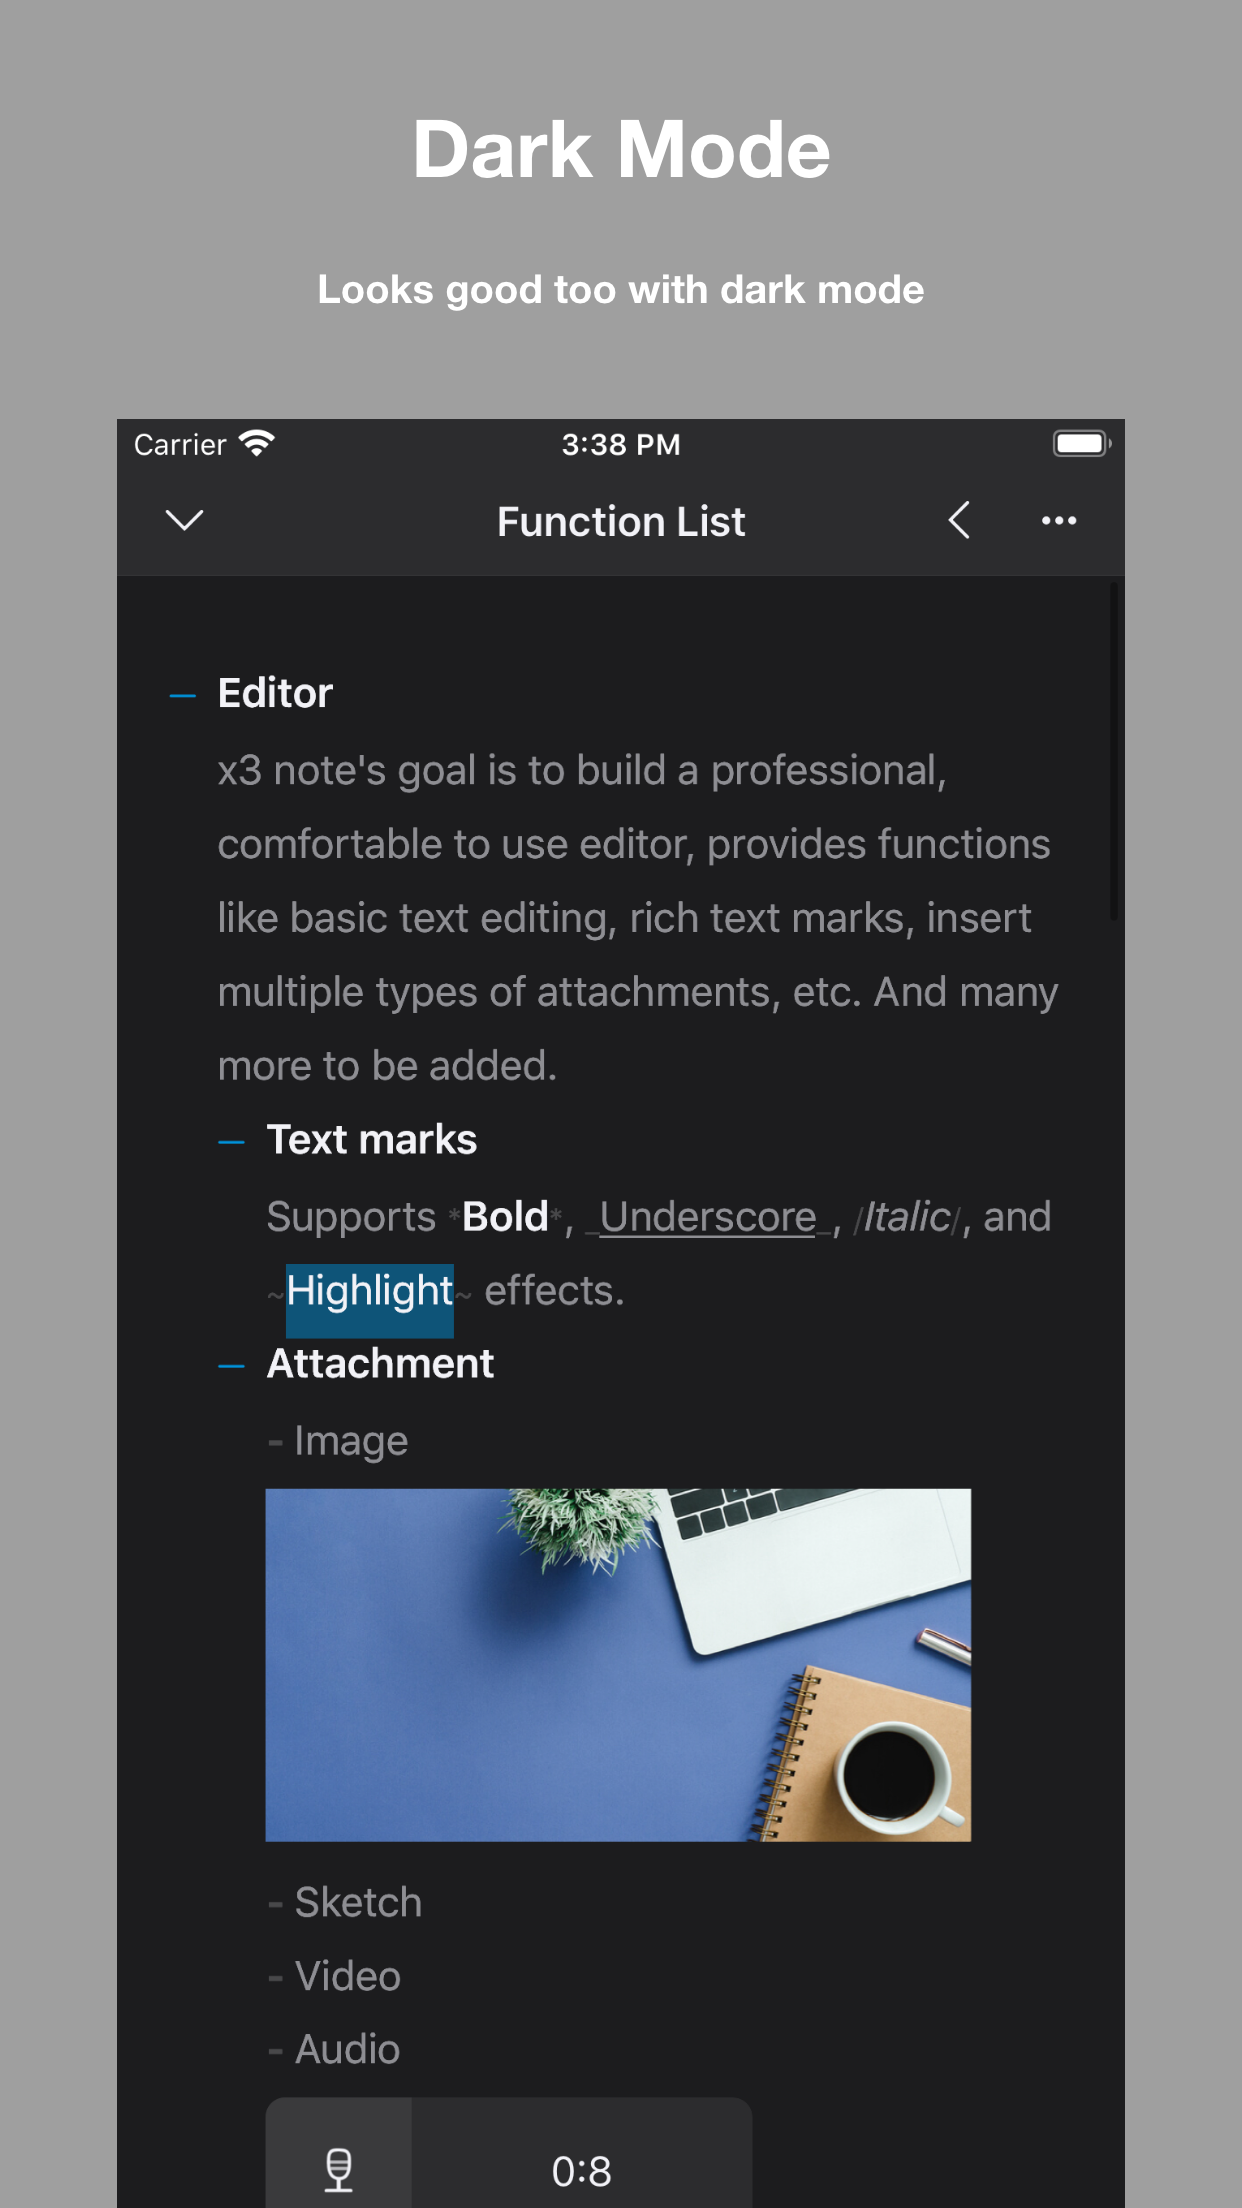 Dark Mode
Looks good too with dark mode
Carrier 3:38 PM
Function List
— Editor
x3 note's goal is to build a professional,
comfortable to use editor, provides functions
like basic text editing, rich text marks, insert
multiple types of attachments, etc. And many
more to be added.
— Text marks
Supports *Bold*, _Underscore_, /Italic/, and
~Highlight~ effects.
— Attachment
- Image
- Sketch
- Video
- Audio
0:8